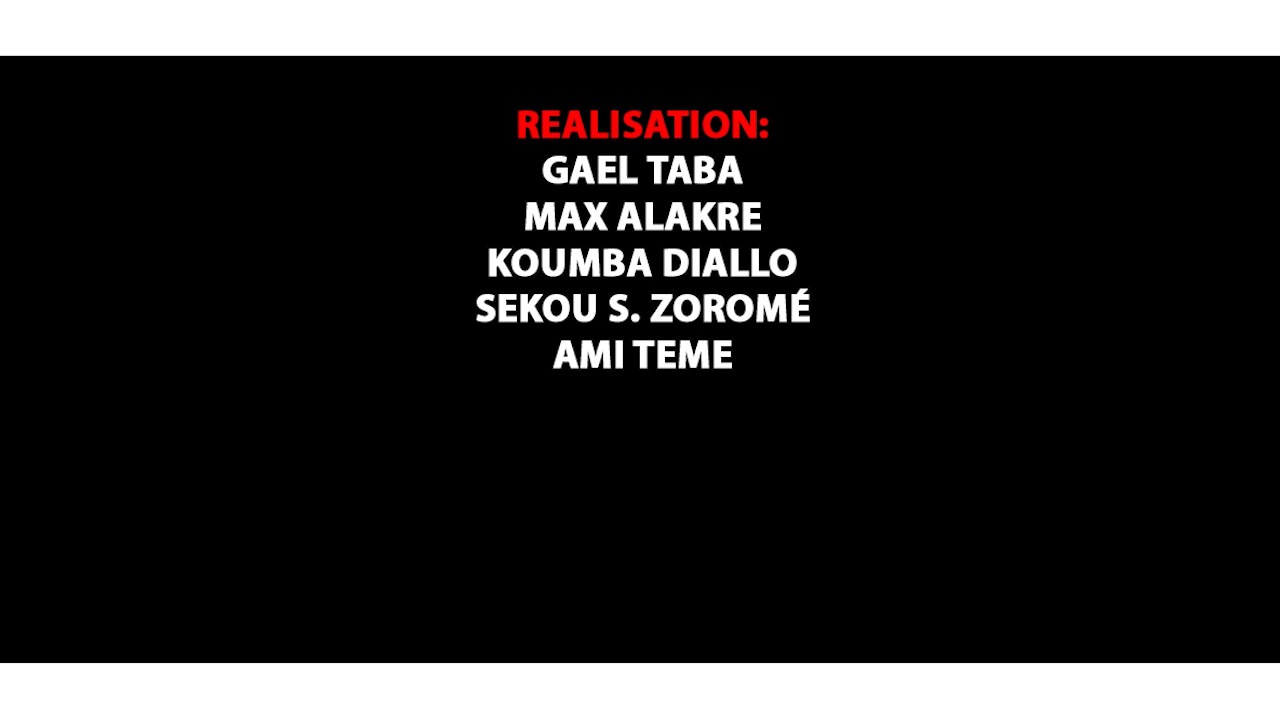 REALISATION:
GAEL TABA
MAX ALAKRE
KOUMBA DIALLO
SEKOU S. ZOROMÉ
AMI TEME